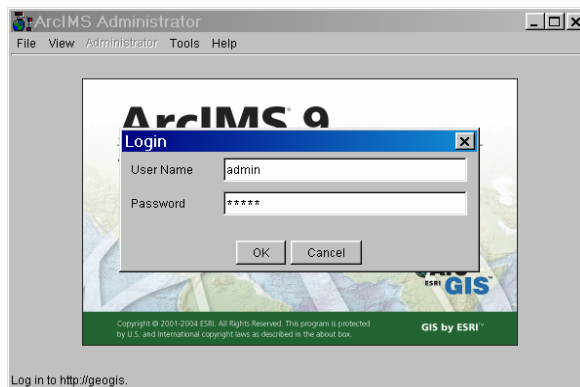 ArcIMS Administrator
File View Administrator Tools Help
ArcIMS 9
Login
User Name admin
Password *****
OK Cancel
ESRI GIS
Copyright © 2001-2004 ESRI. All Rights Reserved. This program is protected
by U.S. and International copyright laws as described in the about box.
GIS by ESRI™
Log in to http://geogis.